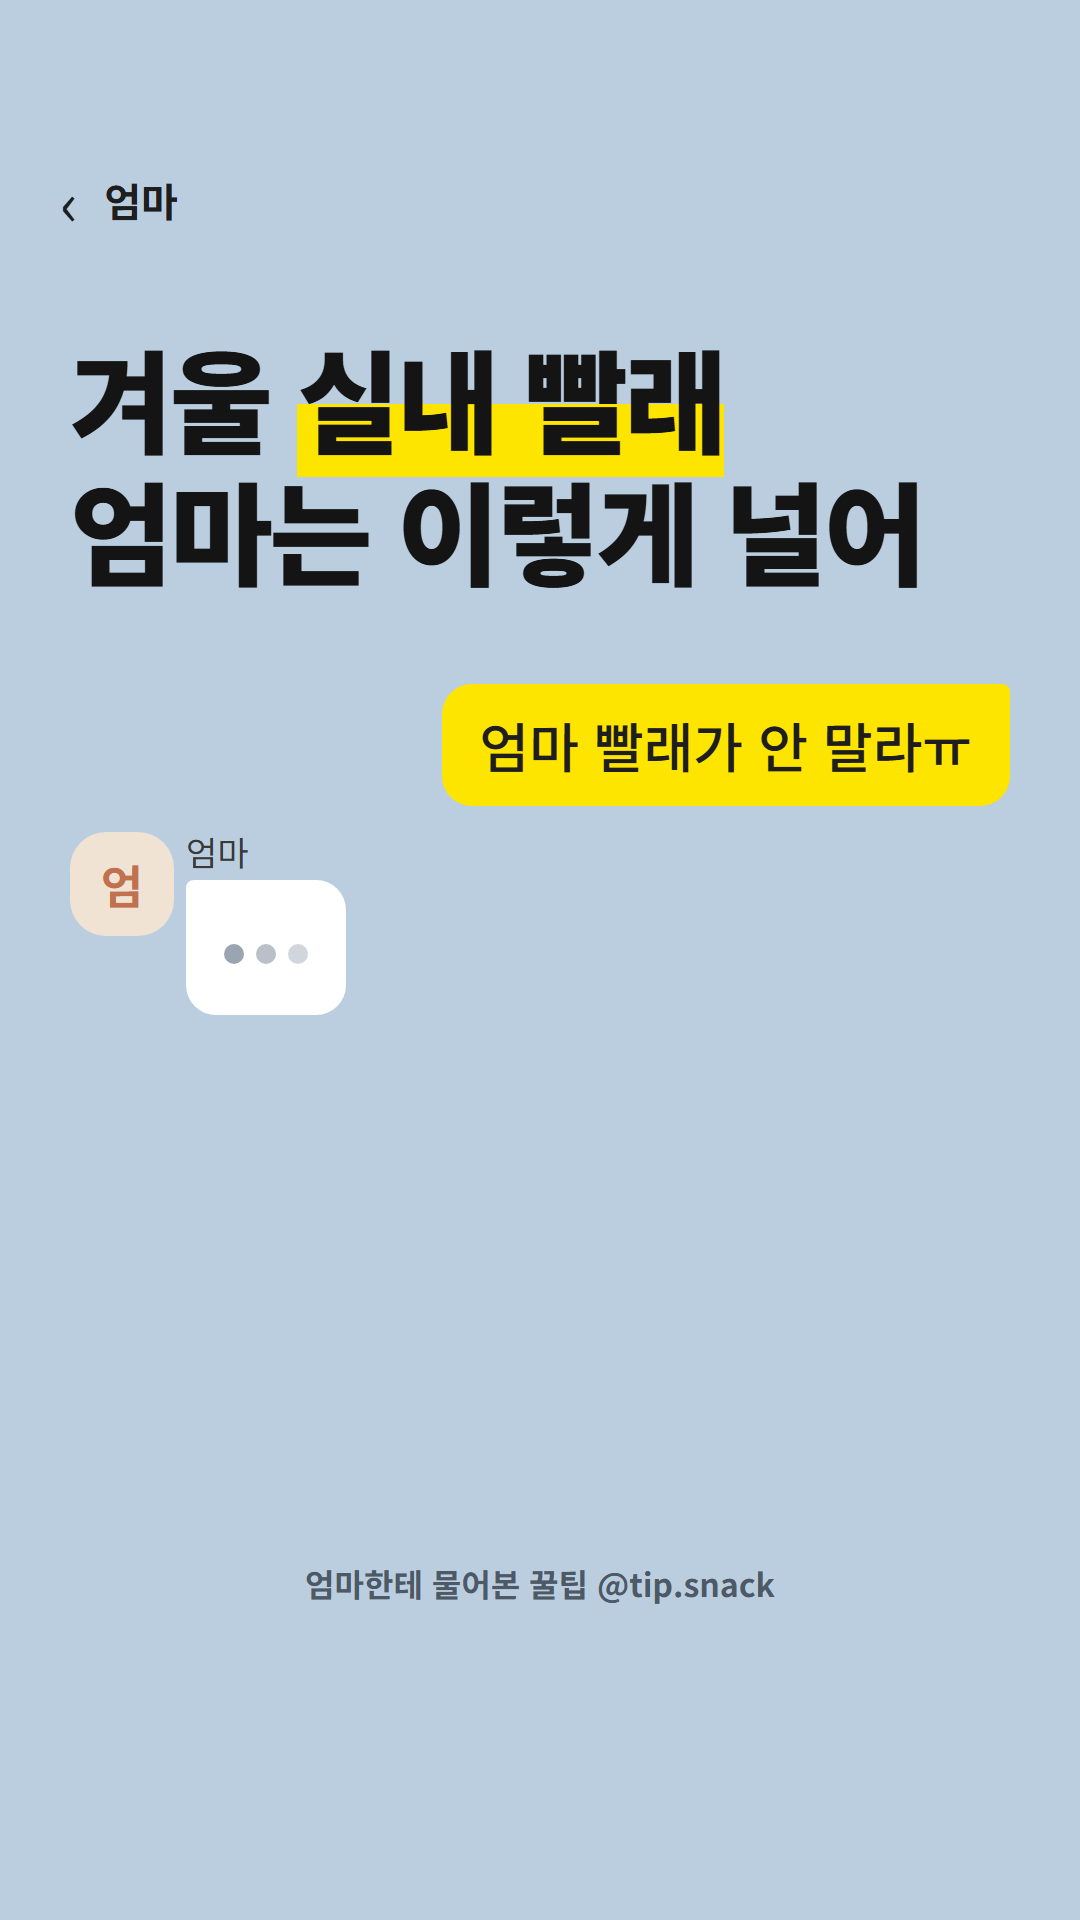 ‹ 엄마
겨울 실내 빨래
엄마는 이렇게 널어
엄마 빨래가 안 말라ㅠ
엄마
엄
엄마한테 물어본 꿀팁 @tip.snack